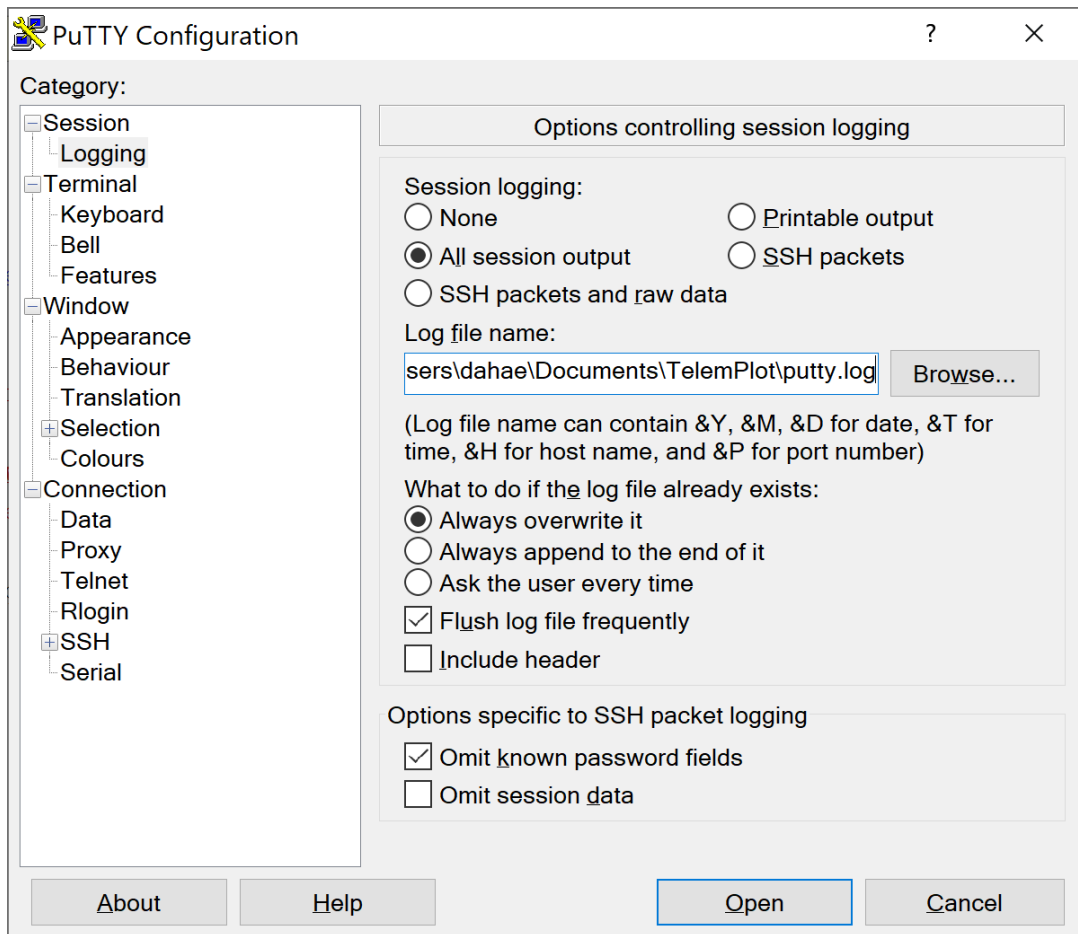 PuTTY Configuration ? ×
Category:
Session
Logging
Terminal
Keyboard
Bell
Features
Window
Appearance
Behaviour
Translation
Selection
Colours
Connection
Data
Proxy
Telnet
Rlogin
SSH
Serial
Options controlling session logging
Session logging:
None
Printable output
All session output
SSH packets
SSH packets and raw data
Log file name:
sers\dahae\Documents\TelemPlot\putty.log
Browse...
(Log file name can contain &Y, &M, &D for date, &T for
time, &H for host name, and &P for port number)
What to do if the log file already exists:
Always overwrite it
Always append to the end of it
Ask the user every time
Flush log file frequently
Include header
Options specific to SSH packet logging
Omit known password fields
Omit session data
About
Help
Open
Cancel